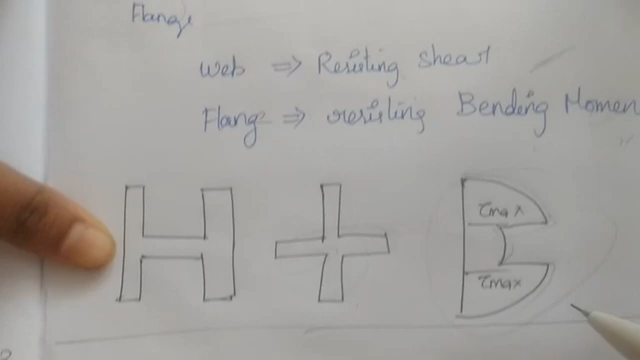 Flange
web => Resisting shear
Flange => resisting Bending Momen
τmax
τmax